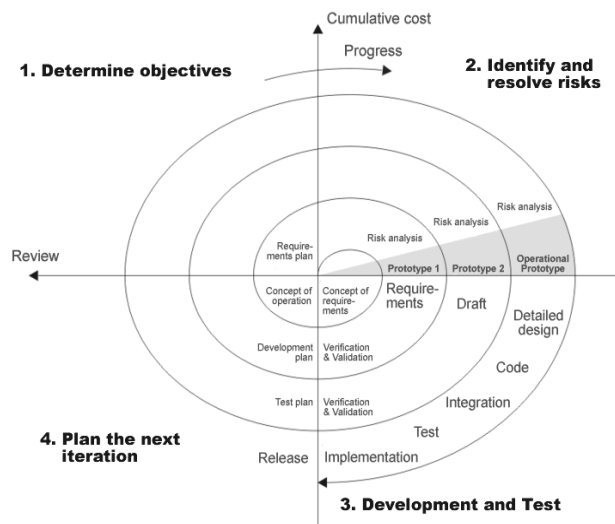 Cumulative cost
Progress
1. Determine objectives
2. Identify and
resolve risks
Risk analysis
Risk analysis
Risk analysis
Review
Require-
ments plan
Prototype 1
Prototype 2
Operational
Prototype
Concept of
operation
Concept of
require-
ments
Require-
ments
Draft
Detailed
design
Development
plan
Verification
& Validation
Code
Test plan
Verification
& Validation
Integration
Test
4. Plan the next
iteration
Release
Implementation
3. Development and Test